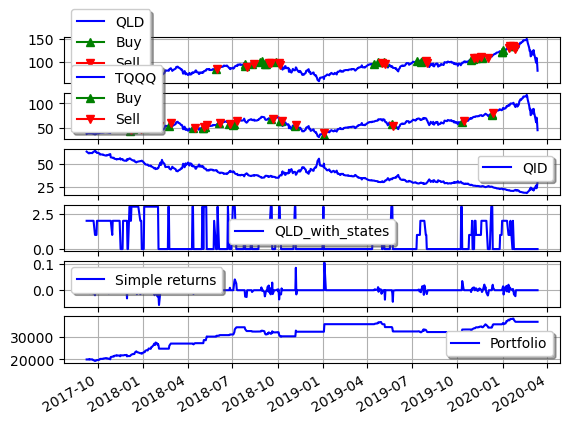 QLD
Buy
Sell
150
100
TQQQ
Buy
Sell
100
50
QID
50
25
QLD_with_states
2.5
0.0
Simple returns
0.1
0.0
Portfolio
30000
20000
2017-10
2018-01
2018-04
2018-07
2018-10
2019-01
2019-04
2019-07
2019-10
2020-01
2020-04